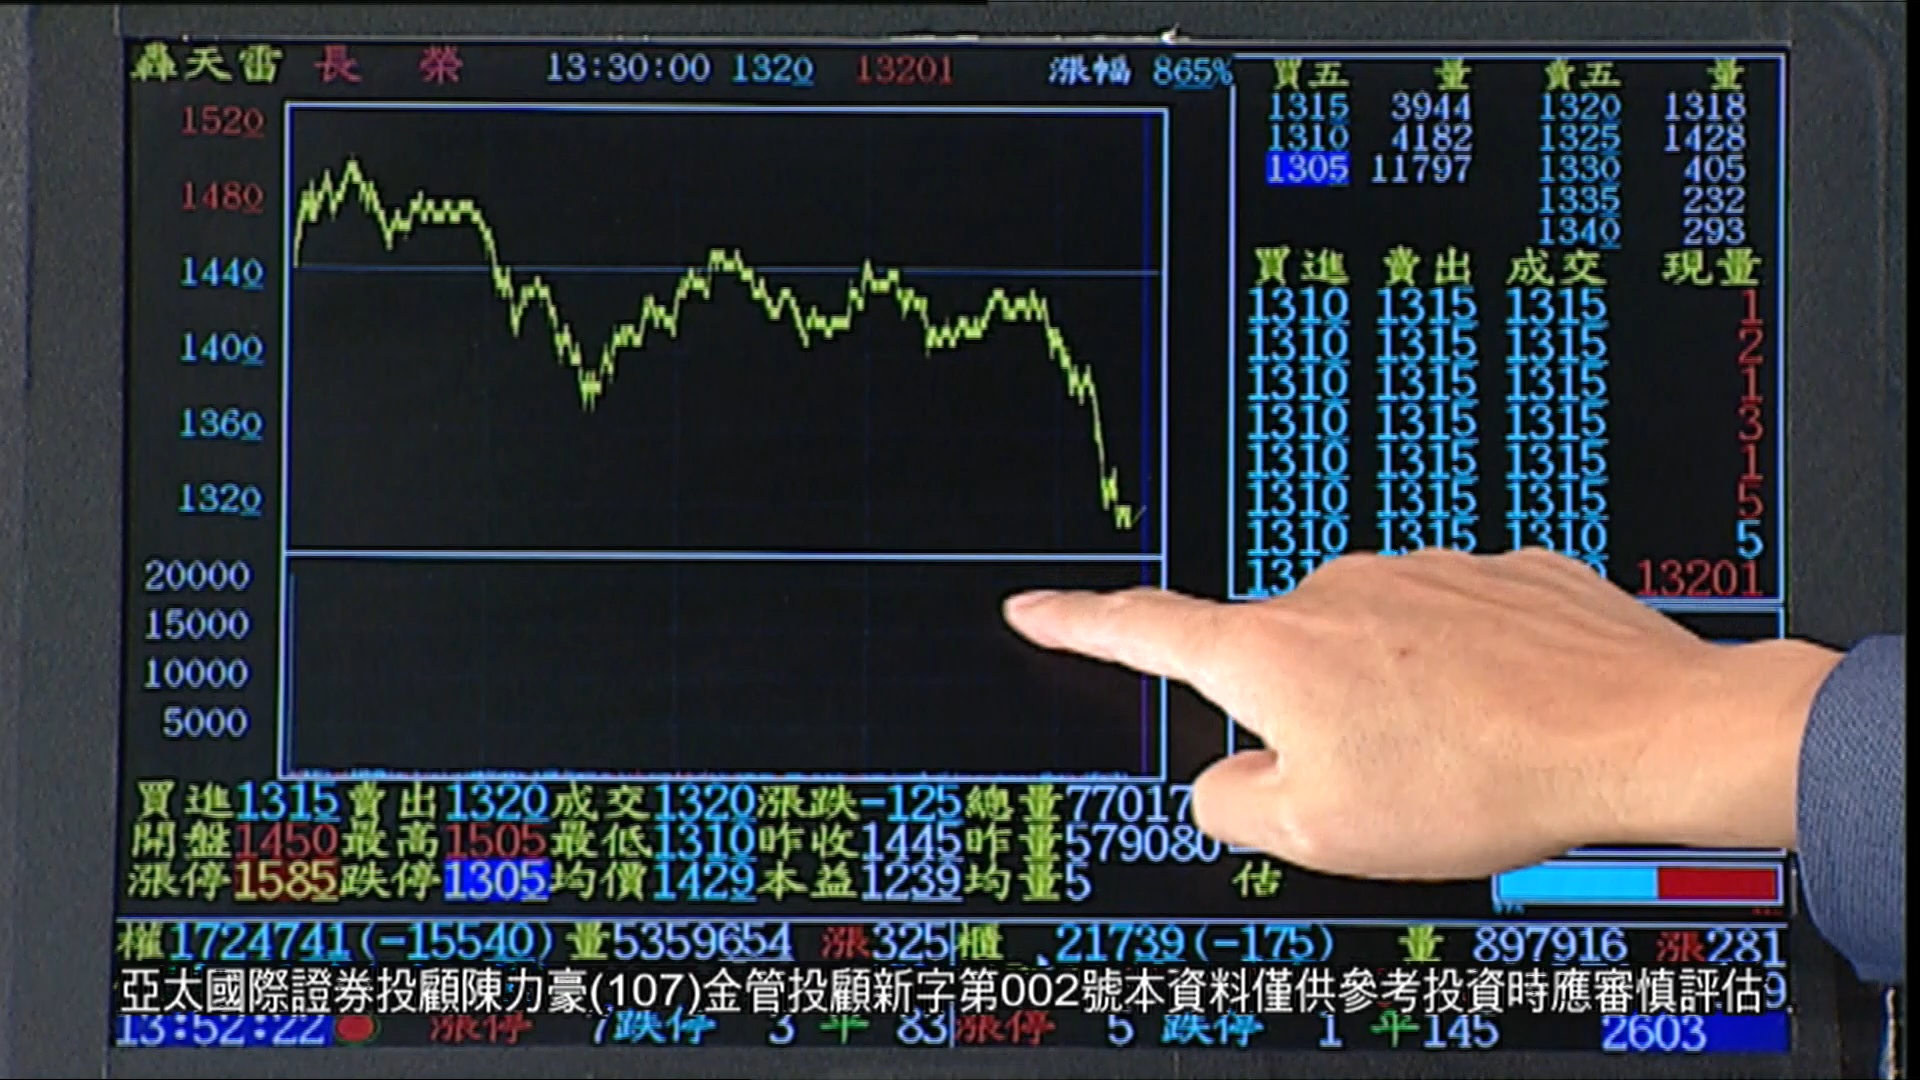 轟天雷 長 榮 13:30:00 1320 13201 漲幅 865%
1520
1480
1440
1400
1360
1320
20000
15000
10000
5000
買五 量 賣五 量
1315 3944 1320 1318
1310 4182 1325 1428
1305 11797 1330 405
1335 232
1340 293
買進 賣出 成交 現量
1310 1315 1315 1
1310 1315 1315 2
1310 1315 1315 1
1310 1315 1315 3
1310 1315 1315 1
1310 1315 1315 5
1310 1315 1310 5
13201
買進1315賣出1320成交1320漲跌-125總量77017
開盤1450最高1505最低1310昨收1445昨量579080
漲停1585跌停1305均價1429本益1239均量5 估
權1724741(-15540)量5359654 漲325 櫃 21739(-175) 量 897916 漲281
亞太國際證券投顧陳力豪(107)金管投顧新字第002號本資料僅供參考投資時應審慎評估
13:52:22 漲停 7跌停 3 平 83 漲停 5 跌停 1 平145 2603